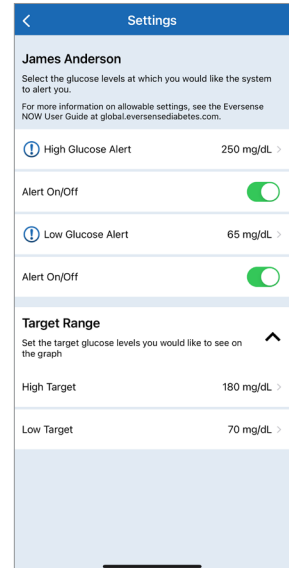 Settings
James Anderson
Select the glucose levels at which you would like the system
to alert you.
For more information on allowable settings, see the Eversense
NOW User Guide at global.eversensediabetes.com.
High Glucose Alert 250 mg/dL >
Alert On/Off
Low Glucose Alert 65 mg/dL >
Alert On/Off
Target Range
Set the target glucose levels you would like to see on
the graph
High Target 180 mg/dL >
Low Target 70 mg/dL >